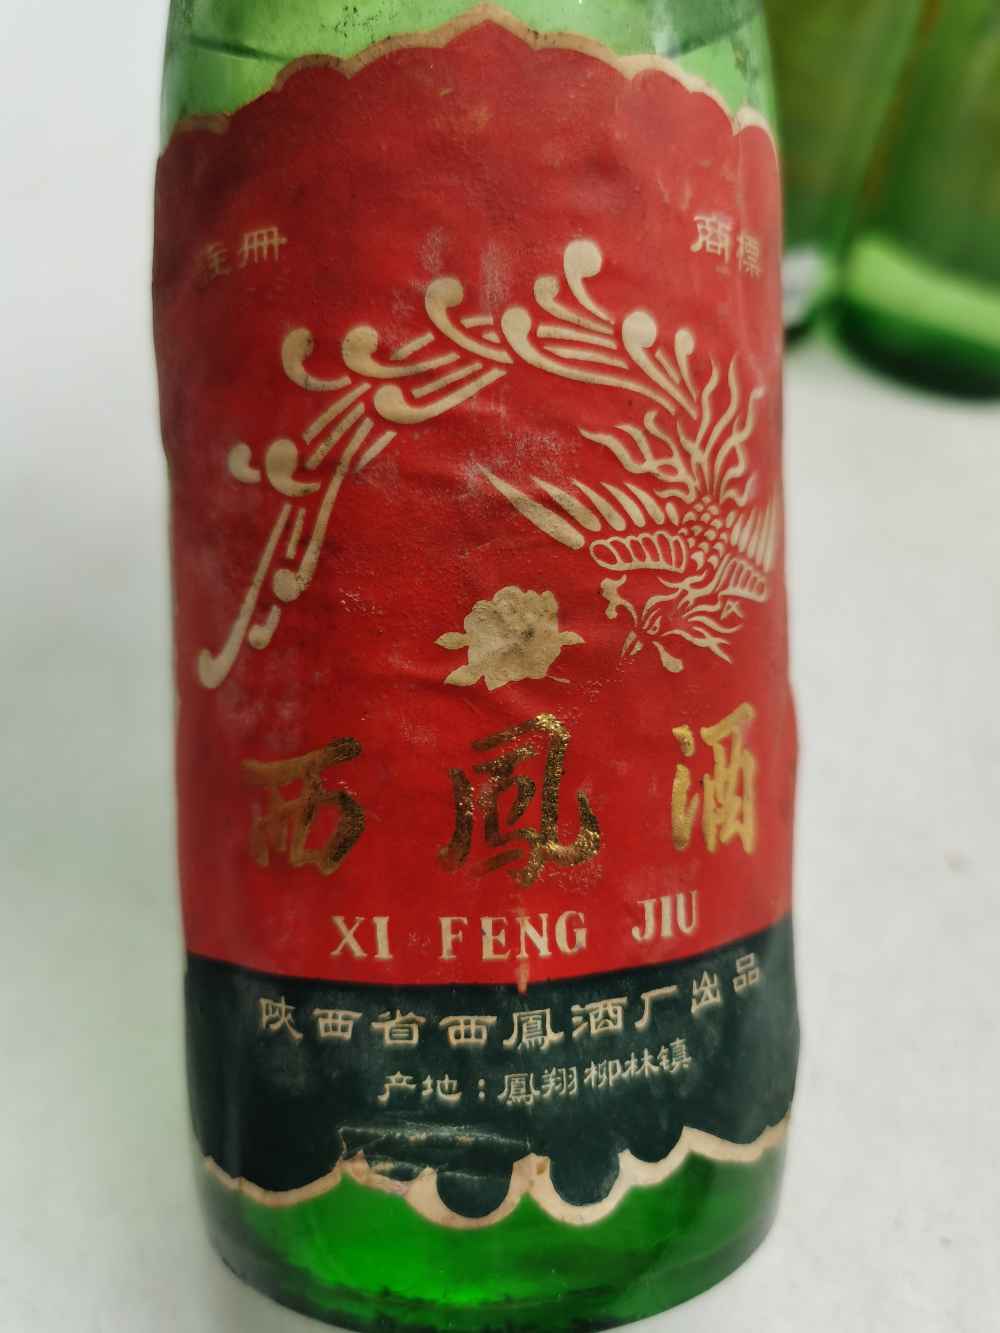 注冊 商標
西鳳酒
XI FENG JIU
陕西省西鳳酒厂出品
产地：鳳翔柳林镇